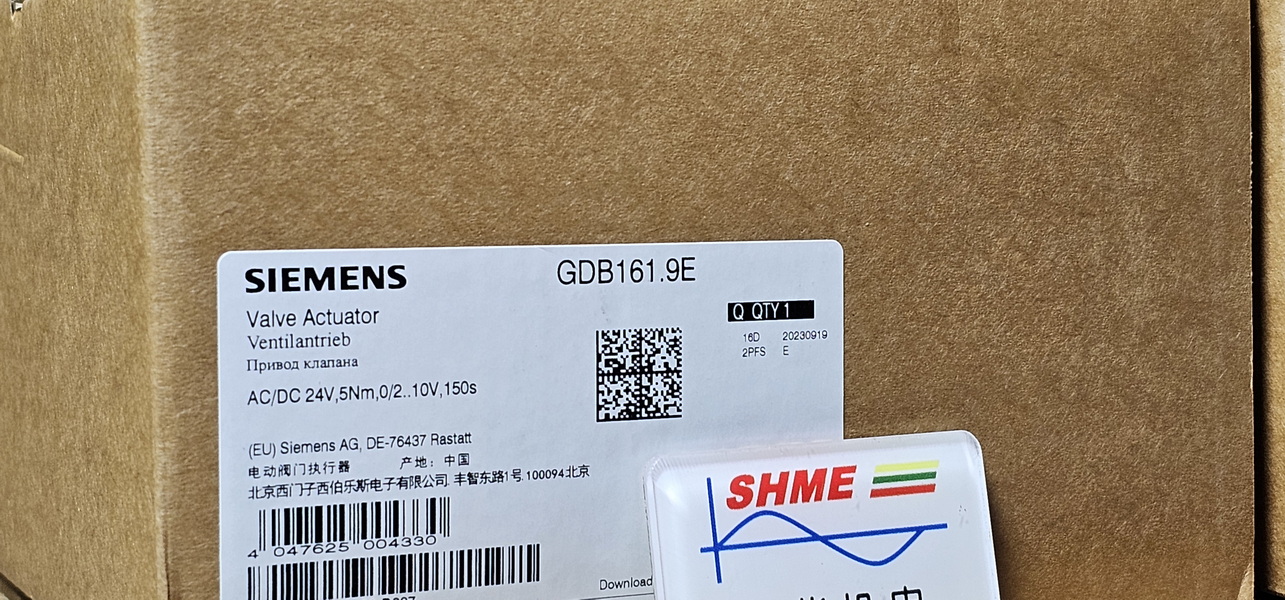 SIEMENS
GDB161.9E
Valve Actuator
Ventilantrieb
Привод клапана
Q QTY 1
16D 20230919
2PFS E
AC/DC 24V,5Nm,0/2..10V,150s
(EU) Siemens AG, DE-76437 Rastatt
电动阀门执行器 产地：中国
北京西门子西伯乐斯电子有限公司. 丰智东路1号. 100094北京
4 047625 004330
Download
SHME